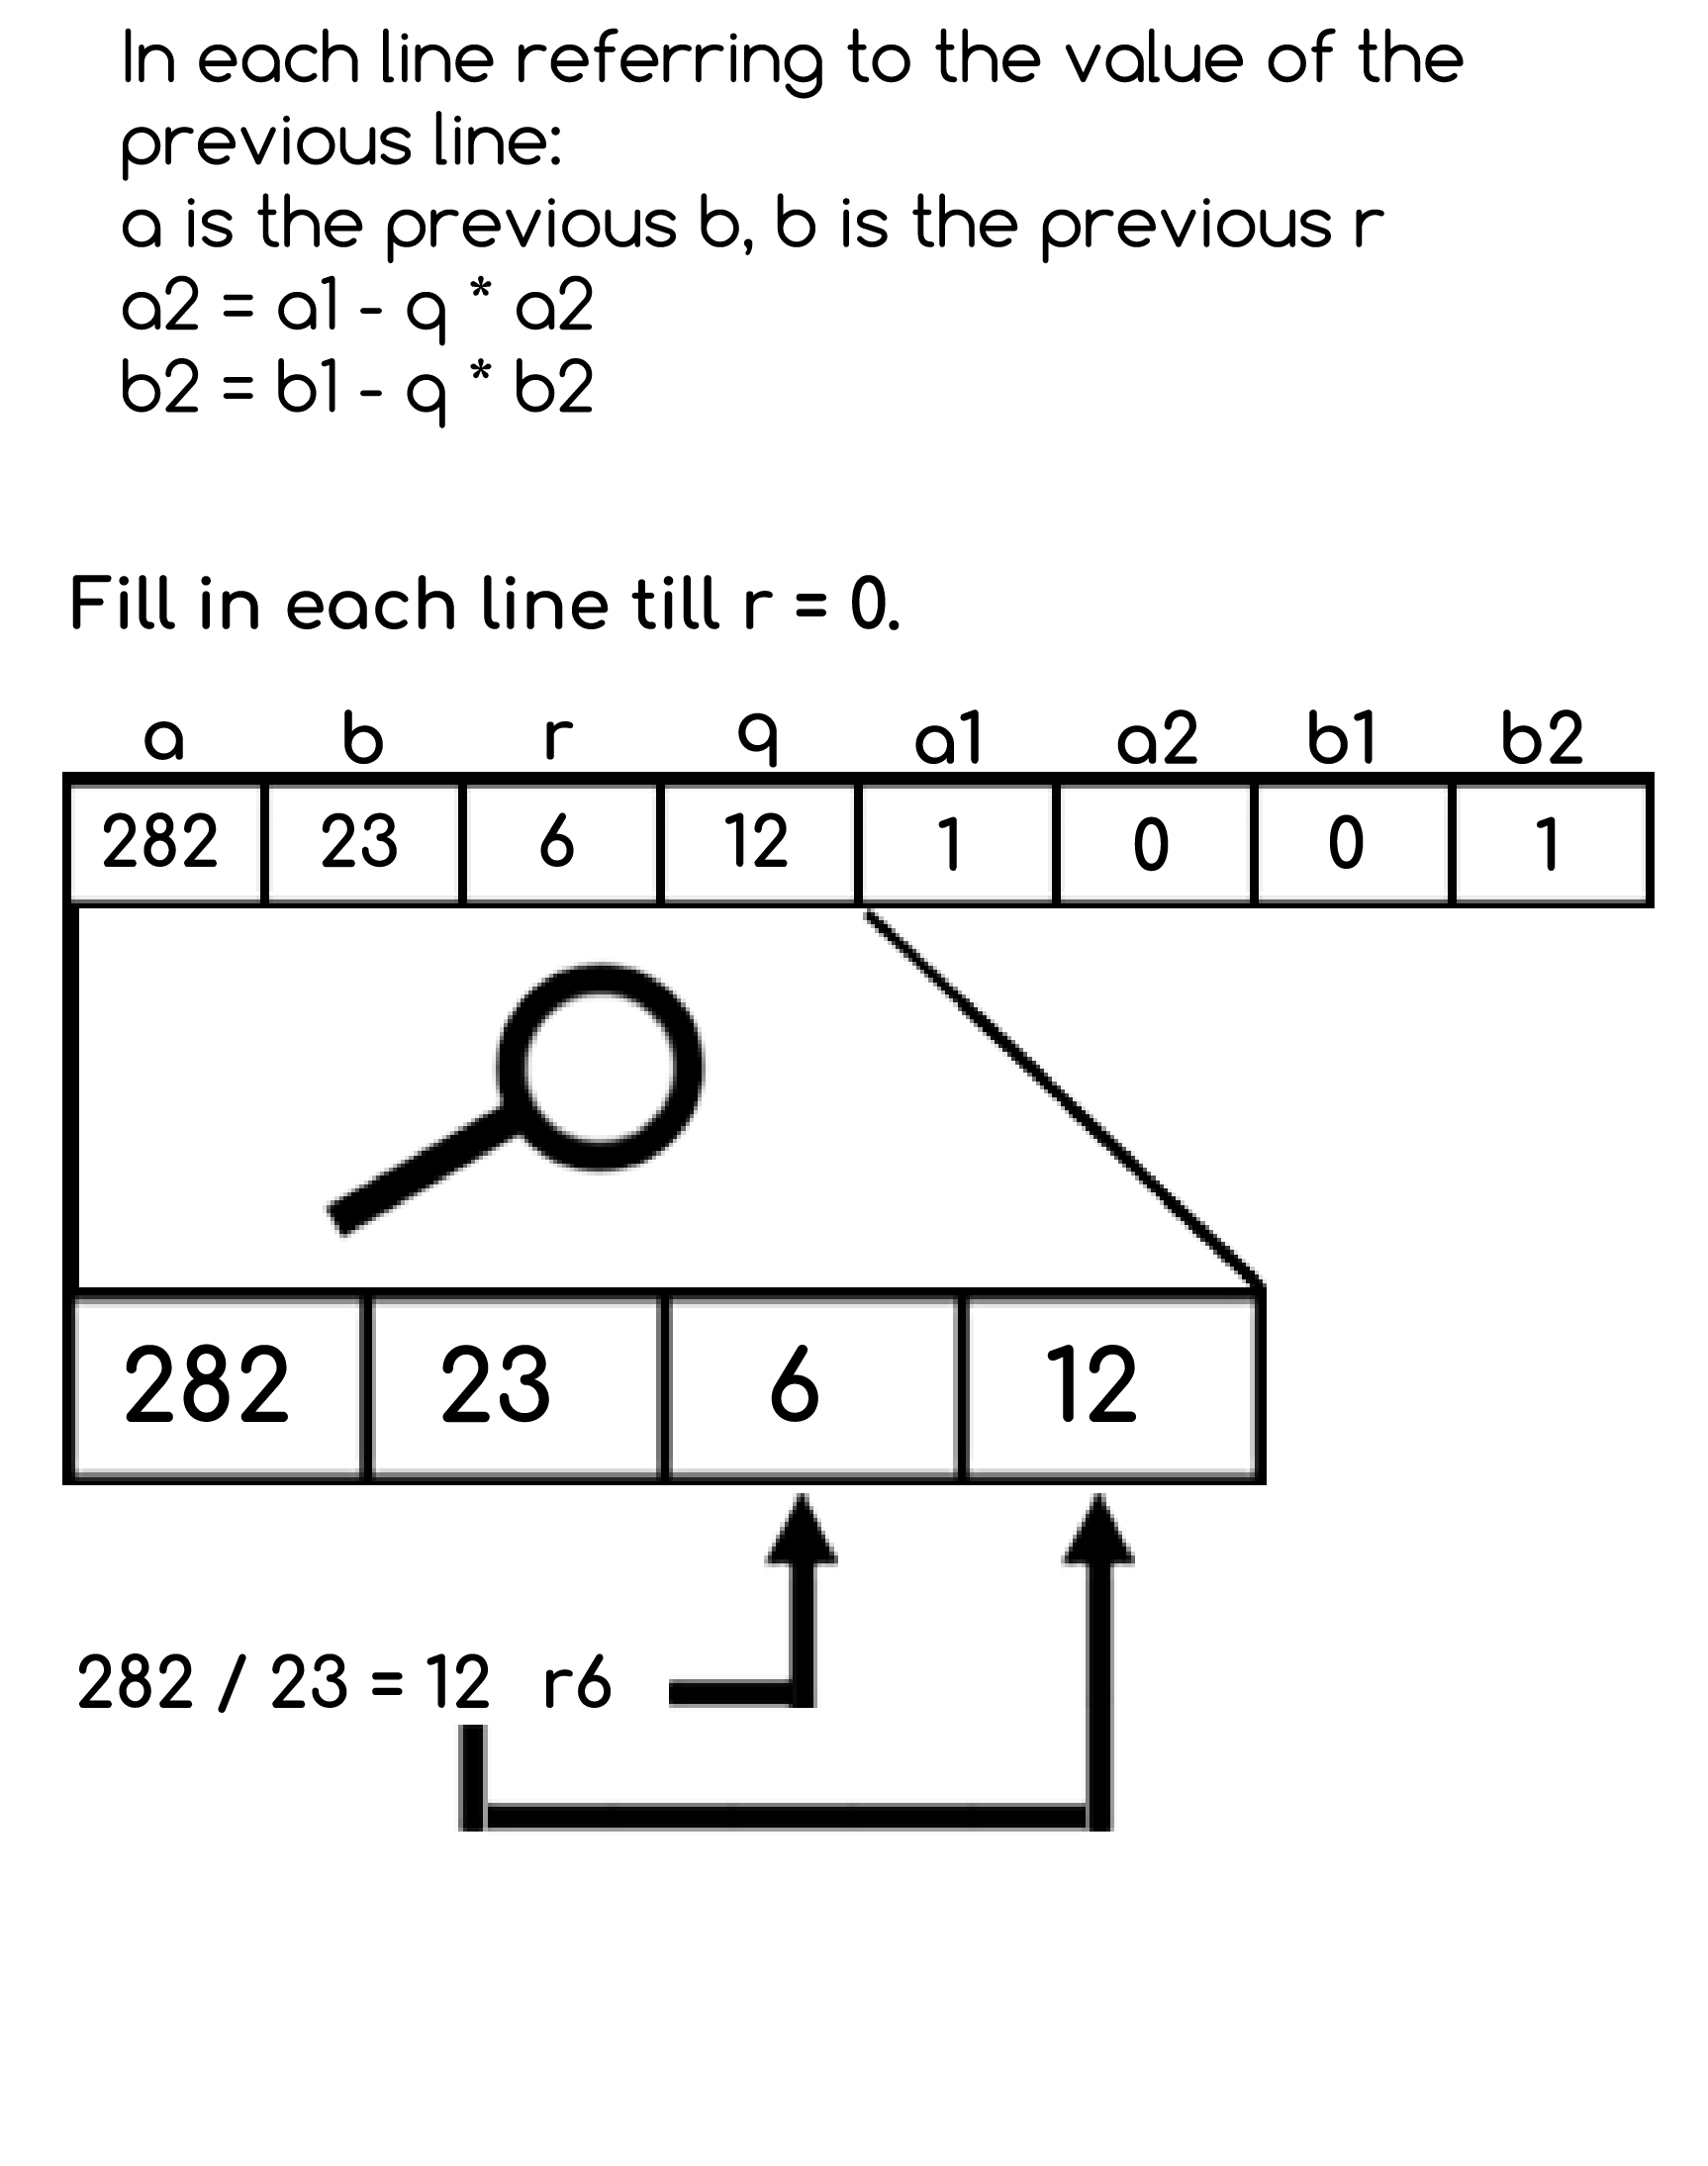 In each line referring to the value of the
previous line:
a is the previous b, b is the previous r
a2 = a1 - q * a2
b2 = b1 - q * b2
Fill in each line till r = 0.
a b r q a1 a2 b1 b2
282 23 6 12 1 0 0 1
282 23 6 12
282 / 23 = 12 r6